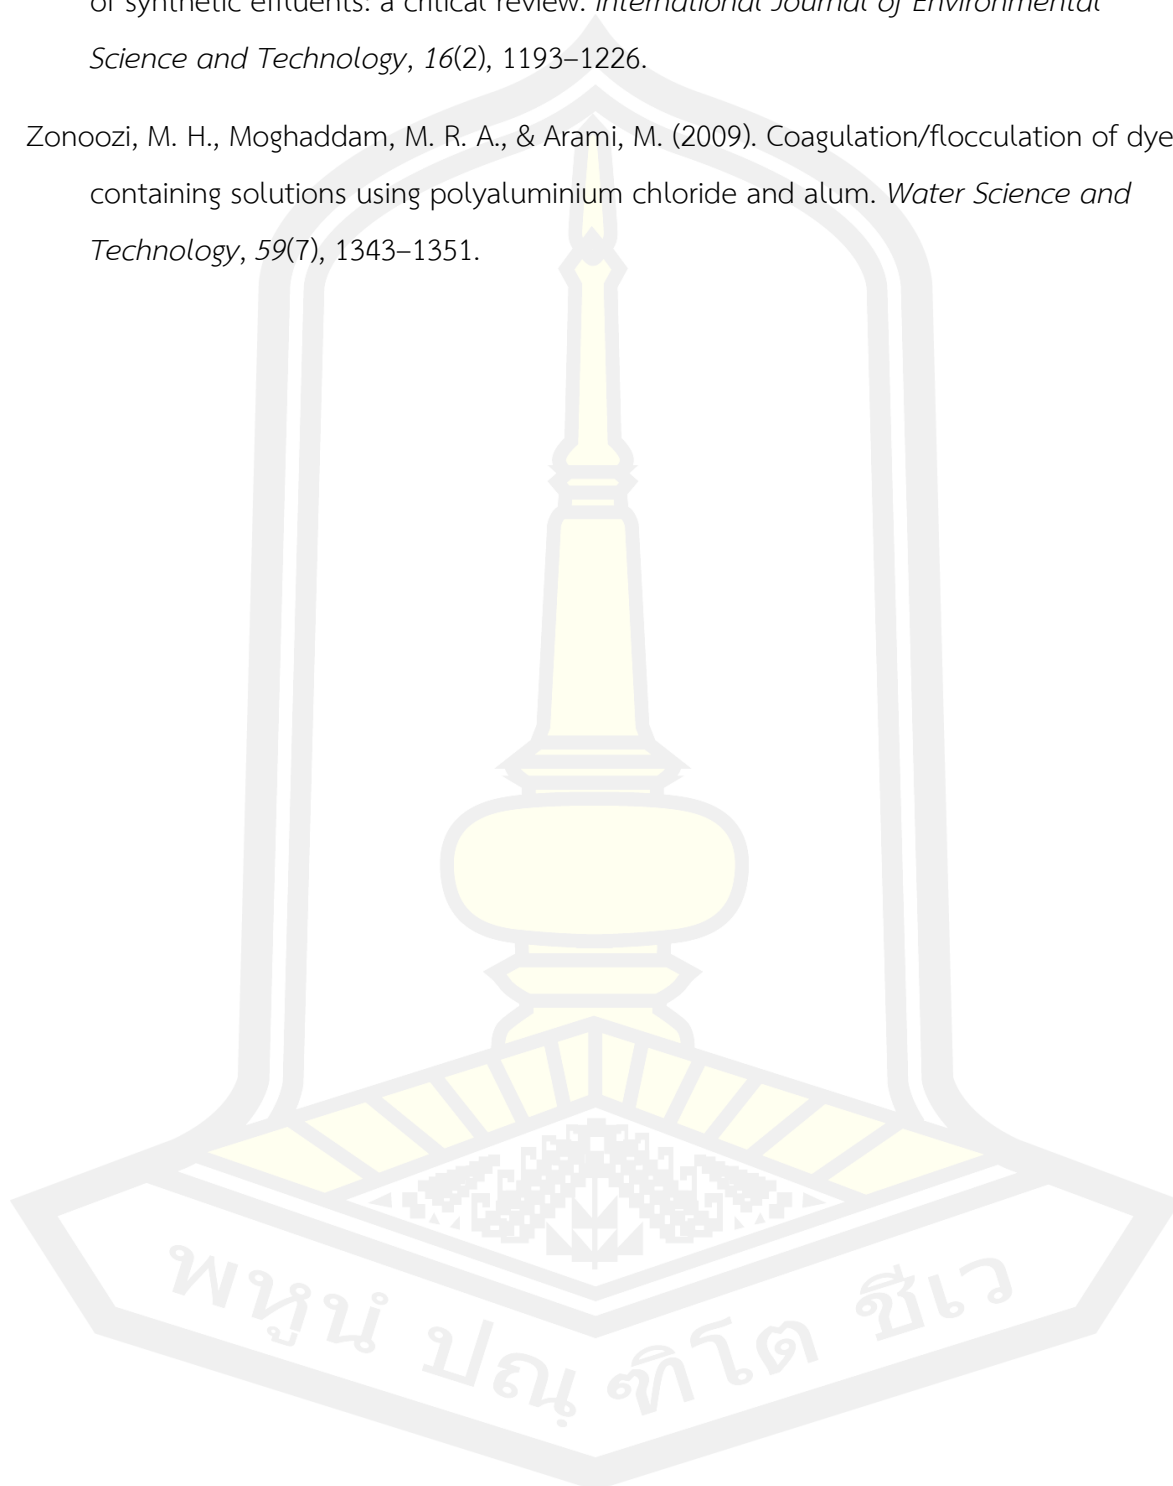 of synthetic effluents: a critical review. International Journal of Environmental
Science and Technology, 16(2), 1193–1226.
Zonoozi, M. H., Moghaddam, M. R. A., & Arami, M. (2009). Coagulation/flocculation of dye
containing solutions using polyaluminium chloride and alum. Water Science and
Technology, 59(7), 1343–1351.
พหูนํ ปณฺฑิโต ชีเว